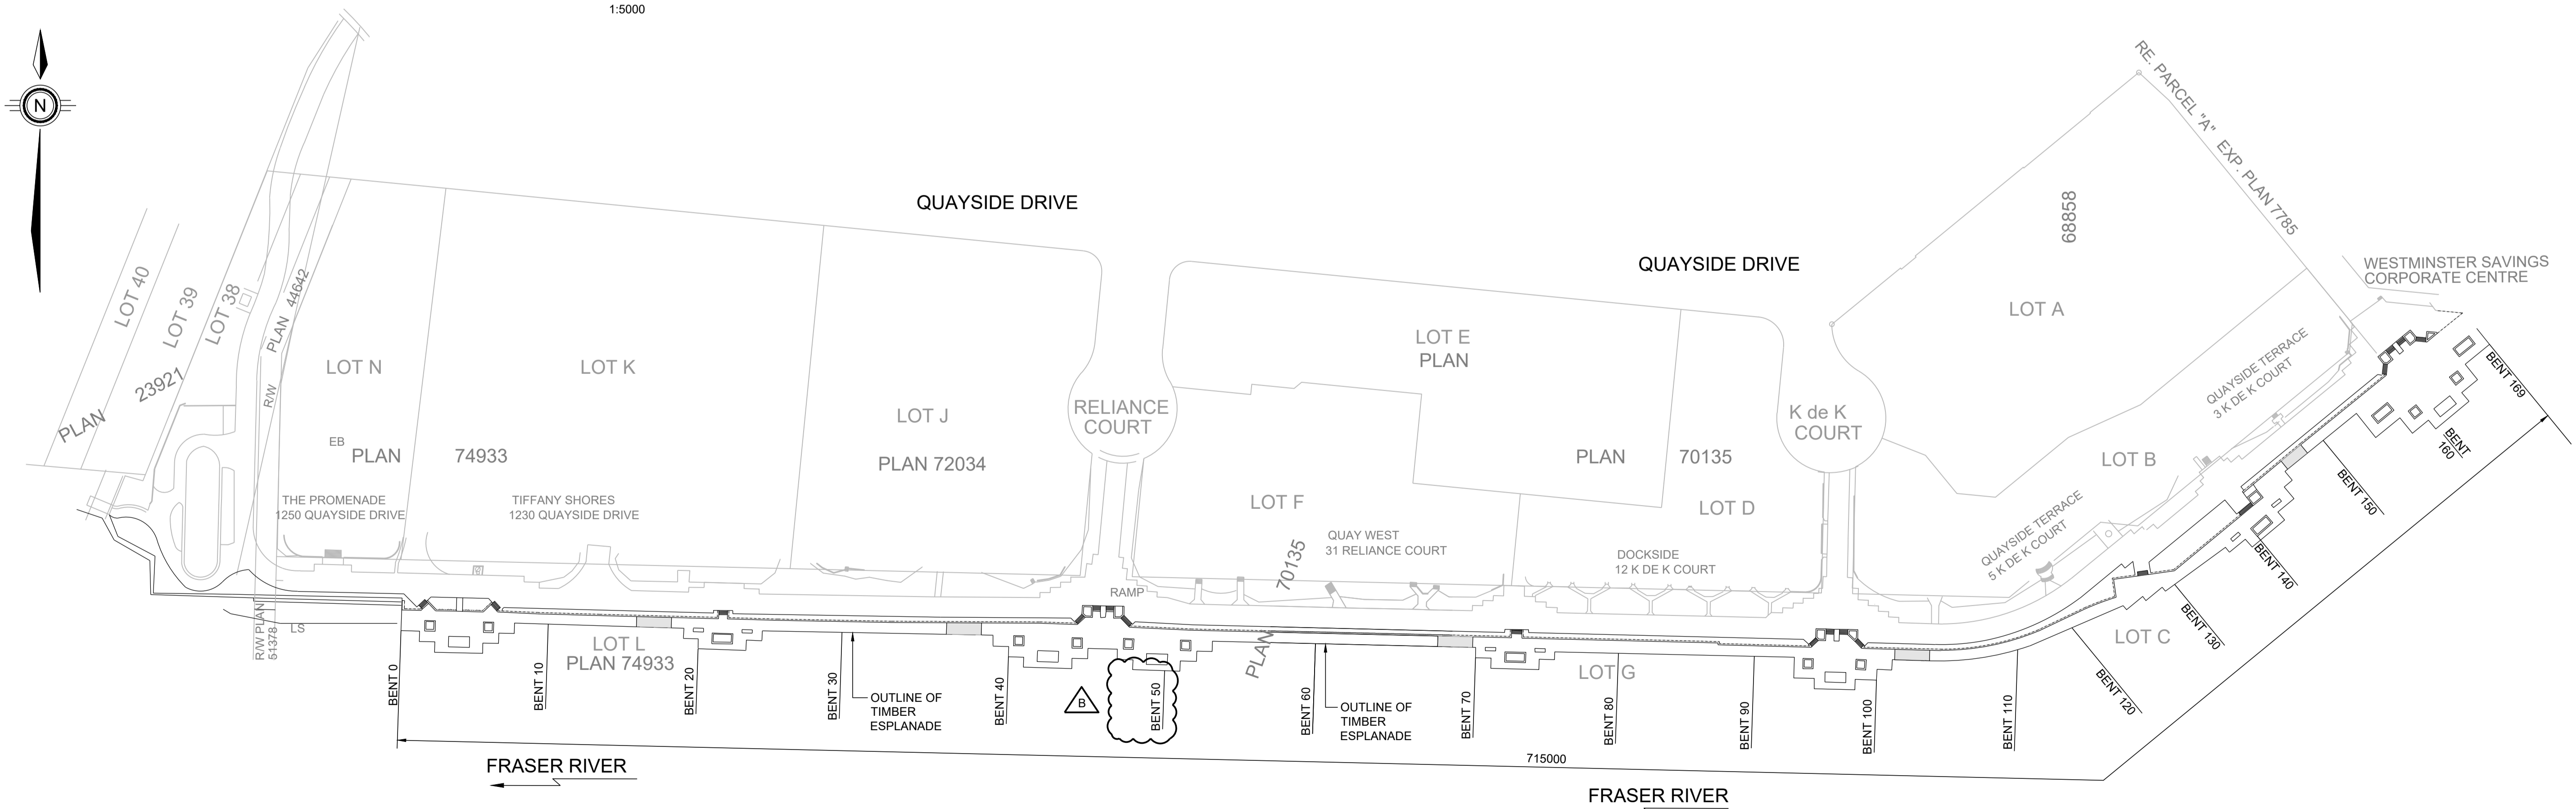 1:5000
N
QUAYSIDE DRIVE
QUAYSIDE DRIVE
RE. PARCEL "A" EXP. PLAN 7785
68858
WESTMINSTER SAVINGS
CORPORATE CENTRE
LOT 40
LOT 39
LOT 38
PLAN 23921
R/W PLAN 44642
LOT N
LOT K
LOT J
PLAN 72034
RELIANCE
COURT
LOT E
PLAN
K de K
COURT
LOT A
LOT B
QUAYSIDE TERRACE
3 K DE K COURT
EB
PLAN 74933
PLAN 70135
LOT D
LOT F
THE PROMENADE
1250 QUAYSIDE DRIVE
TIFFANY SHORES
1230 QUAYSIDE DRIVE
QUAY WEST
31 RELIANCE COURT
DOCKSIDE
12 K DE K COURT
QUAYSIDE TERRACE
5 K DE K COURT
70135
PLAN
RAMP
R/W PLAN
51378
LS
LOT L
PLAN 74933
LOT G
LOT C
BENT 0
BENT 10
BENT 20
BENT 30
BENT 40
BENT 50
BENT 60
BENT 70
BENT 80
BENT 90
BENT 100
BENT 110
BENT 120
BENT 130
BENT 140
BENT 150
BENT
160
BENT 169
OUTLINE OF
TIMBER
ESPLANADE
B
OUTLINE OF
TIMBER
ESPLANADE
715000
FRASER RIVER
FRASER RIVER